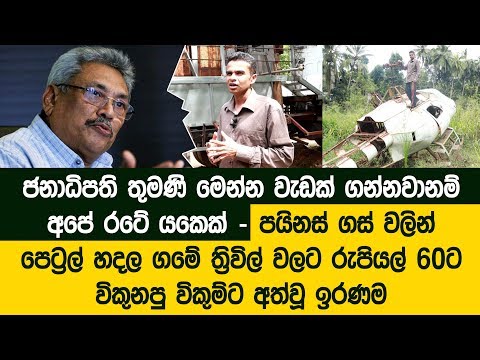 ජනාධිපති තුමණි මෙන්න වැඩක් ගන්නවානම්
අපේ රටේ යකෙක් - පයිනස් ගස් වලින්
පෙට්‍රල් හදල ගමේ ත්‍රිවිල් වලට රුපියල් 60ට
විකුනපු විකුම්ට අත්වූ ඉරණම